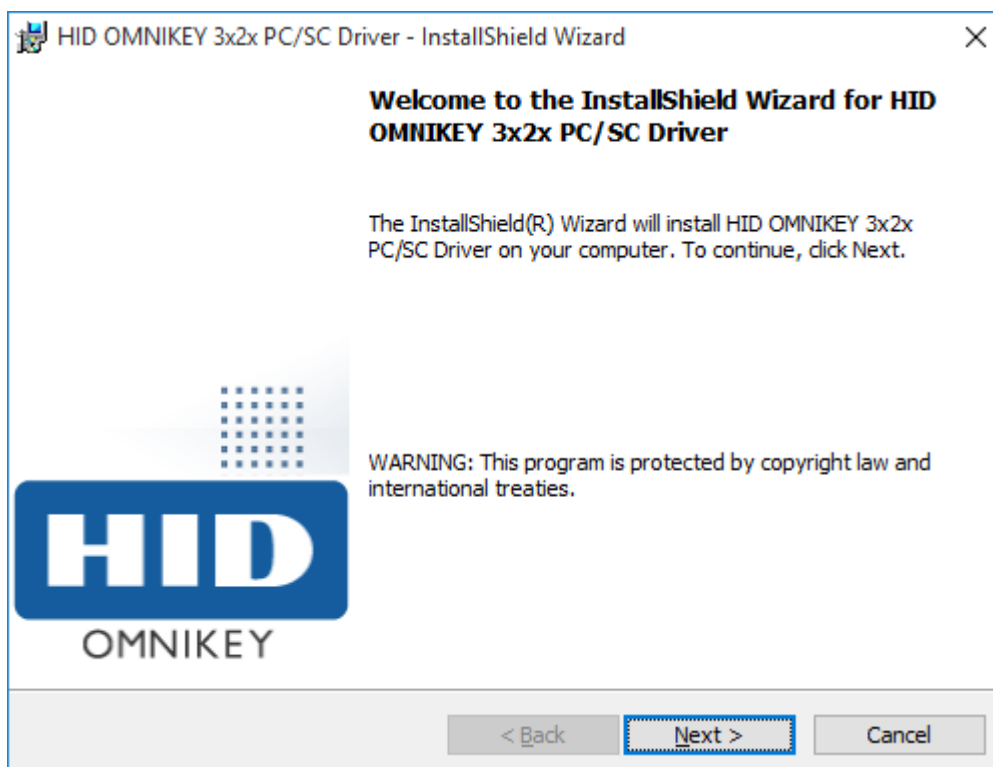 HID OMNIKEY 3x2x PC/SC Driver - InstallShield Wizard
Welcome to the InstallShield Wizard for HID
OMNIKEY 3x2x PC/SC Driver
The InstallShield(R) Wizard will install HID OMNIKEY 3x2x
PC/SC Driver on your computer. To continue, click Next.
WARNING: This program is protected by copyright law and
international treaties.
HID
OMNIKEY
< Back
Next >
Cancel